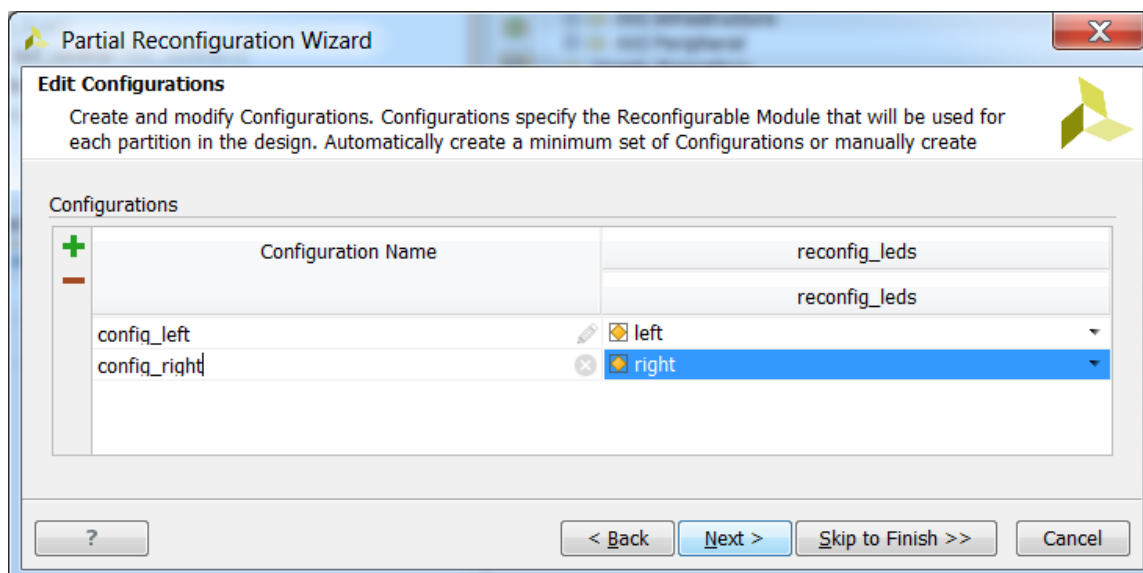 Partial Reconfiguration Wizard
X
Edit Configurations
Create and modify Configurations. Configurations specify the Reconfigurable Module that will be used for
each partition in the design. Automatically create a minimum set of Configurations or manually create
Configurations
Configuration Name
reconfig_leds
reconfig_leds
config_left
left
config_right
right
?
< Back
Next >
Skip to Finish >>
Cancel